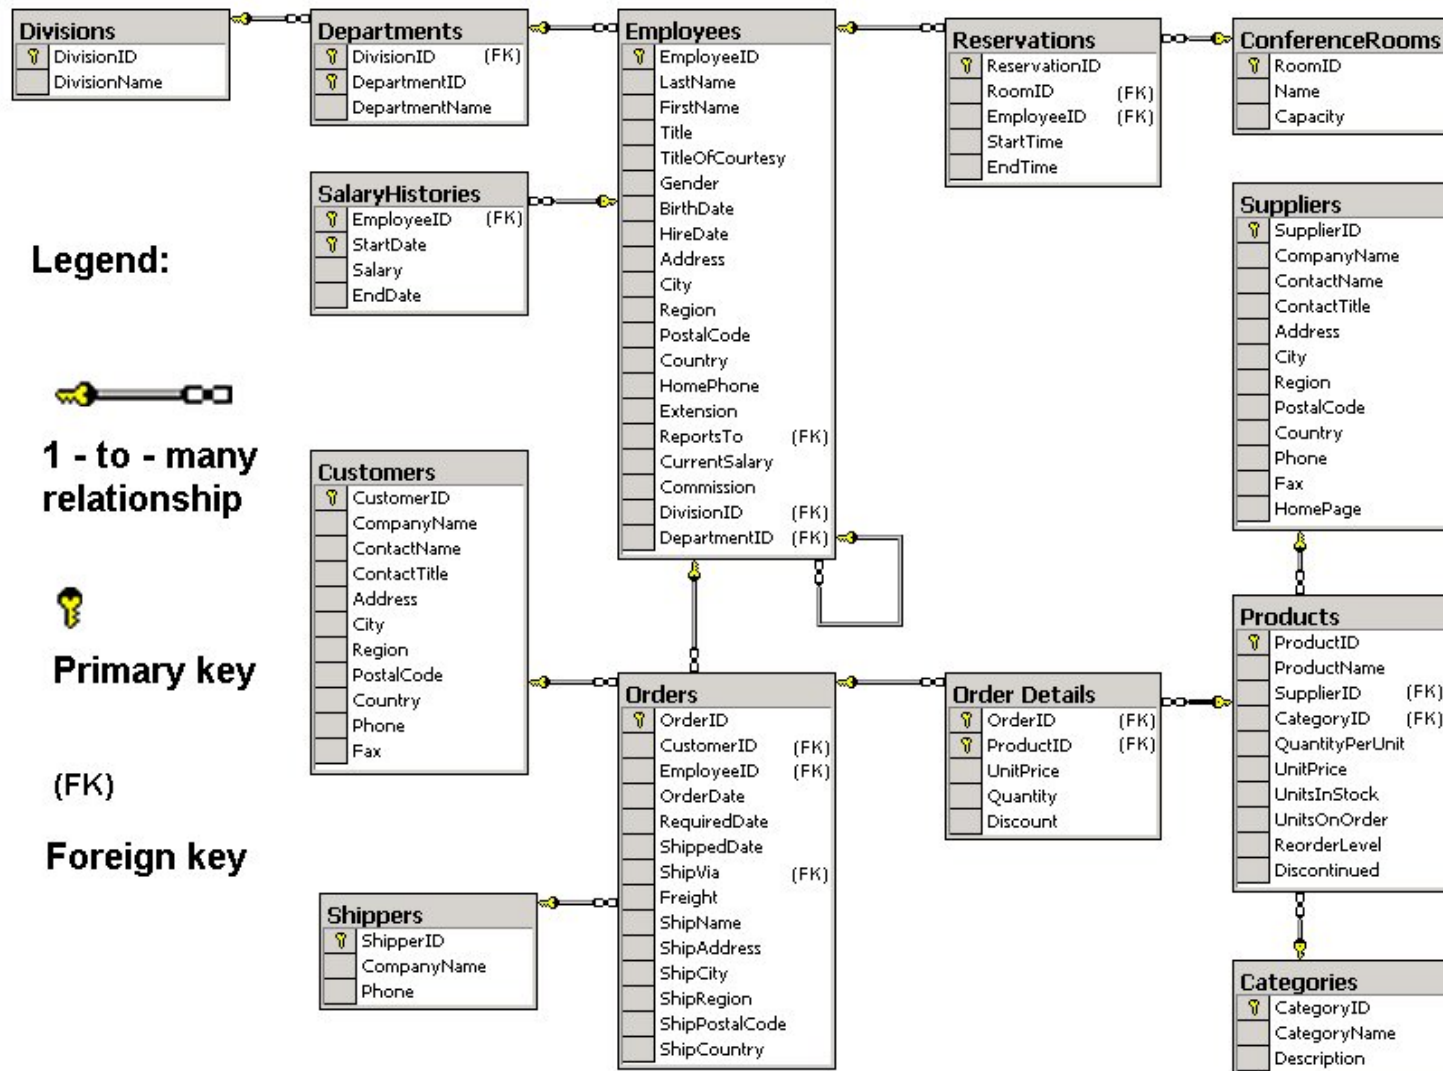 Divisions
DivisionID
DivisionName
Departments
DivisionID (FK)
DepartmentID
DepartmentName
Employees
EmployeeID
LastName
FirstName
Title
TitleOfCourtesy
Gender
BirthDate
HireDate
Address
City
Region
PostalCode
Country
HomePhone
Extension
ReportsTo (FK)
CurrentSalary
Commission
DivisionID (FK)
DepartmentID (FK)
Reservations
ReservationID
RoomID (FK)
EmployeeID (FK)
StartTime
EndTime
ConferenceRooms
RoomID
Name
Capacity
SalaryHistories
EmployeeID (FK)
StartDate
Salary
EndDate
Suppliers
SupplierID
CompanyName
ContactName
ContactTitle
Address
City
Region
PostalCode
Country
Phone
Fax
HomePage
Legend:
1 - to - many
relationship
Primary key
(FK)
Foreign key
Customers
CustomerID
CompanyName
ContactName
ContactTitle
Address
City
Region
PostalCode
Country
Phone
Fax
Orders
OrderID
CustomerID (FK)
EmployeeID (FK)
OrderDate
RequiredDate
ShippedDate
ShipVia (FK)
Freight
ShipName
ShipAddress
ShipCity
ShipRegion
ShipPostalCode
ShipCountry
Order Details
OrderID (FK)
ProductID (FK)
UnitPrice
Quantity
Discount
Products
ProductID
ProductName
SupplierID (FK)
CategoryID (FK)
QuantityPerUnit
UnitPrice
UnitsInStock
UnitsOnOrder
ReorderLevel
Discontinued
Shippers
ShipperID
CompanyName
Phone
Categories
CategoryID
CategoryName
Description